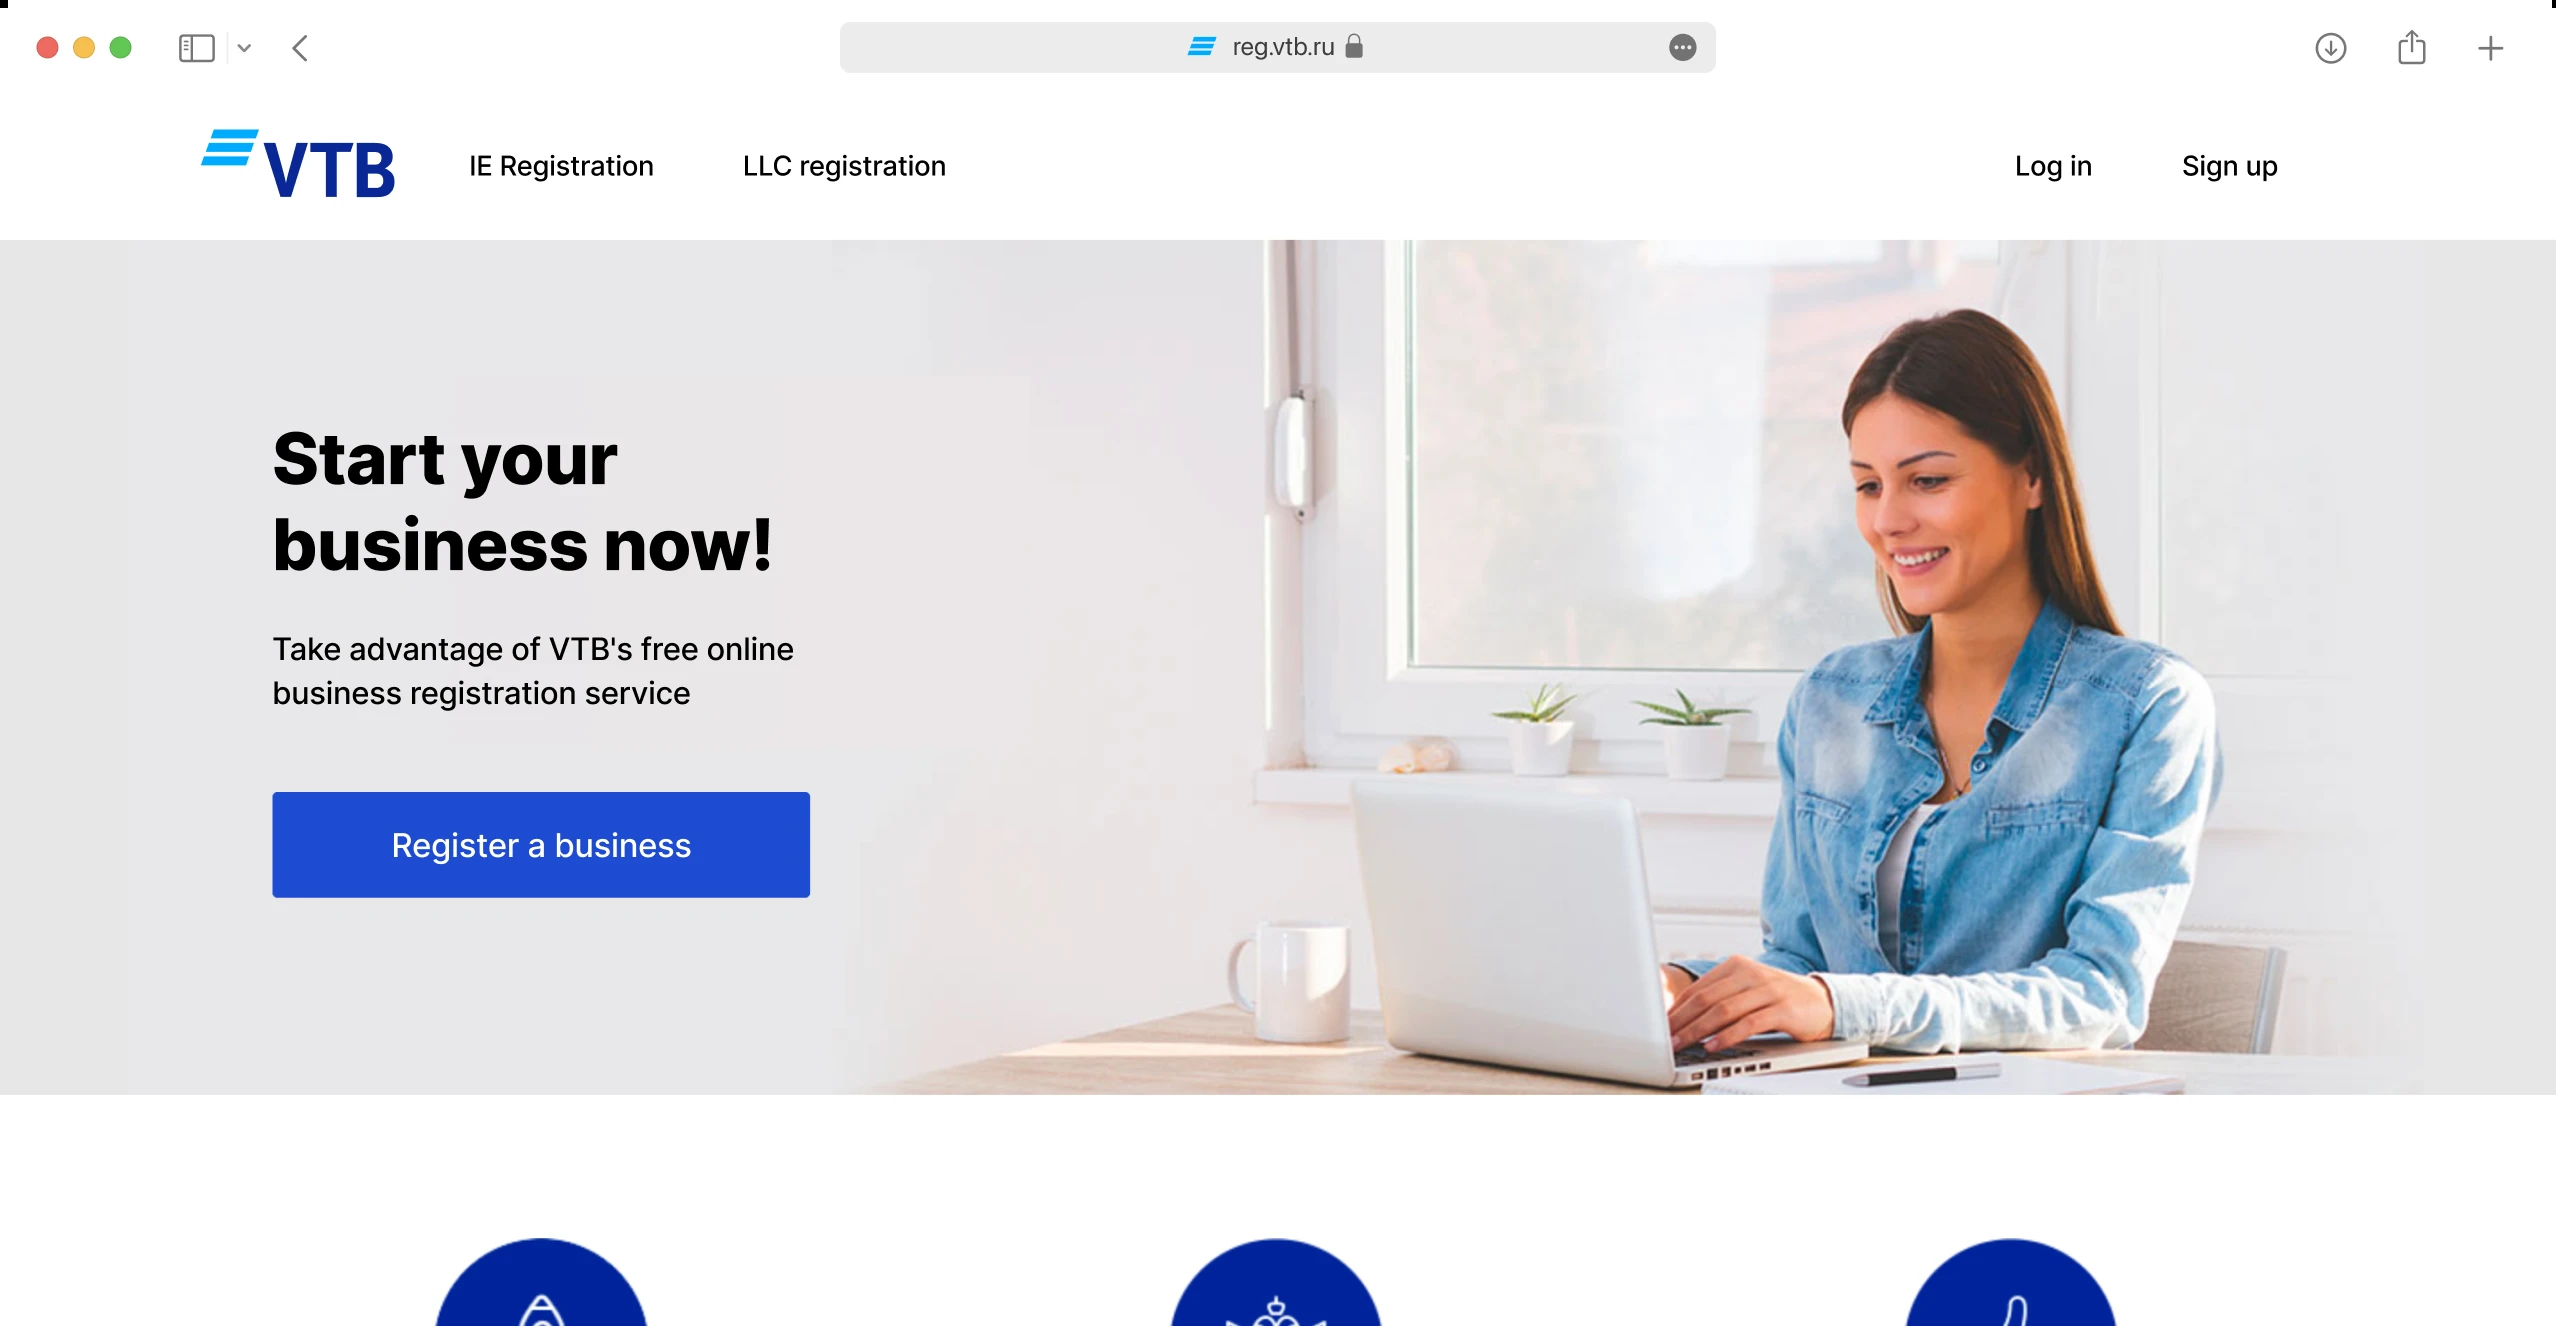 reg.vtb.ru
VTB
IE Registration
LLC registration
Log in
Sign up
Start your
business now!
Take advantage of VTB's free online
business registration service
Register a business